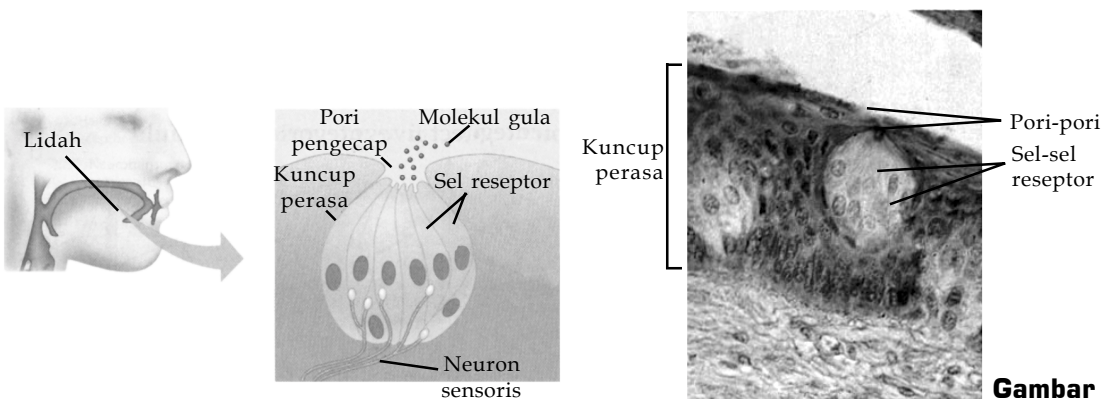 Lidah
Pori
pengecap
Molekul gula
Kuncup
perasa
Sel reseptor
Neuron
sensoris
Kuncup
perasa
Pori-pori
Sel-sel
reseptor
Gambar